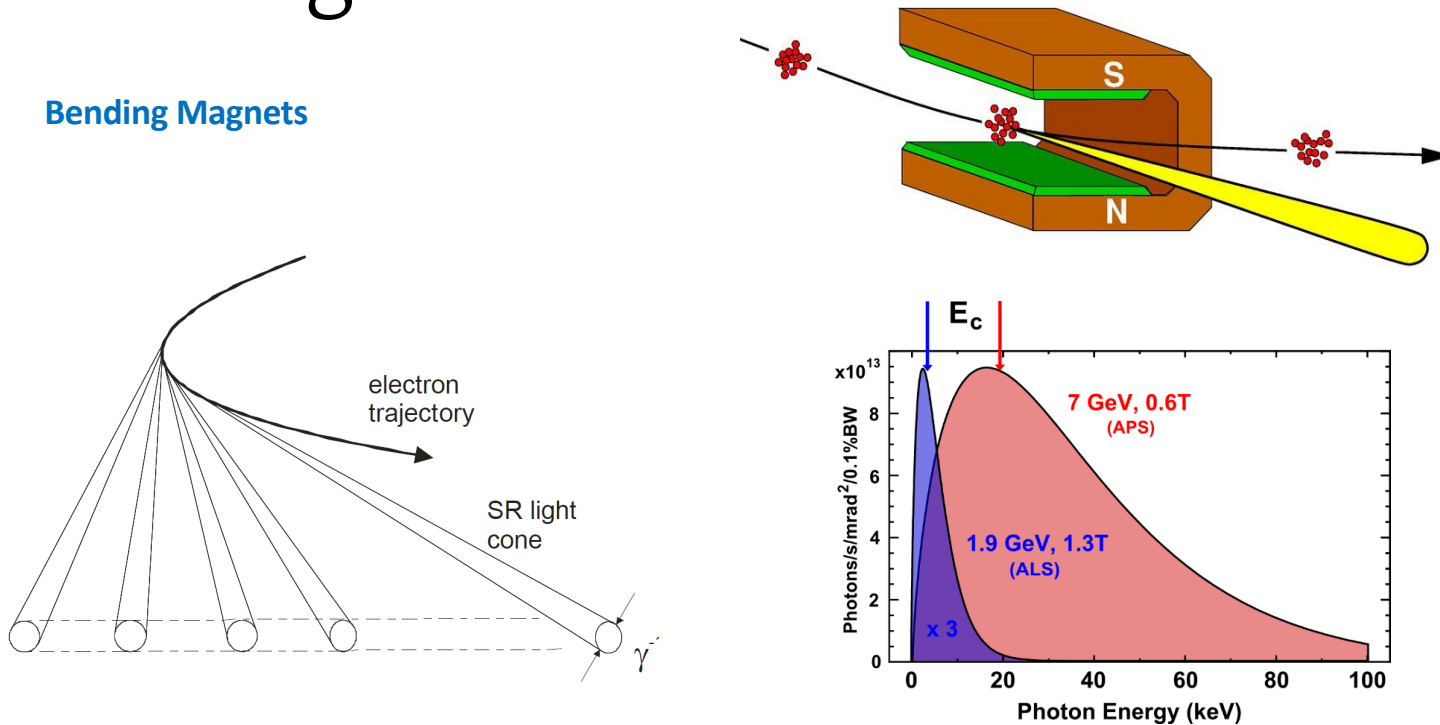 g
Bending Magnets
S
N
electron
trajectory
SR light
cone
γ⁻
E_c
x10¹³
7 GeV, 0.6T
(APS)
1.9 GeV, 1.3T
(ALS)
x 3
8
6
4
2
0
Photons/s/mrad²/0.1%BW
0 20 40 60 80 100
Photon Energy (keV)